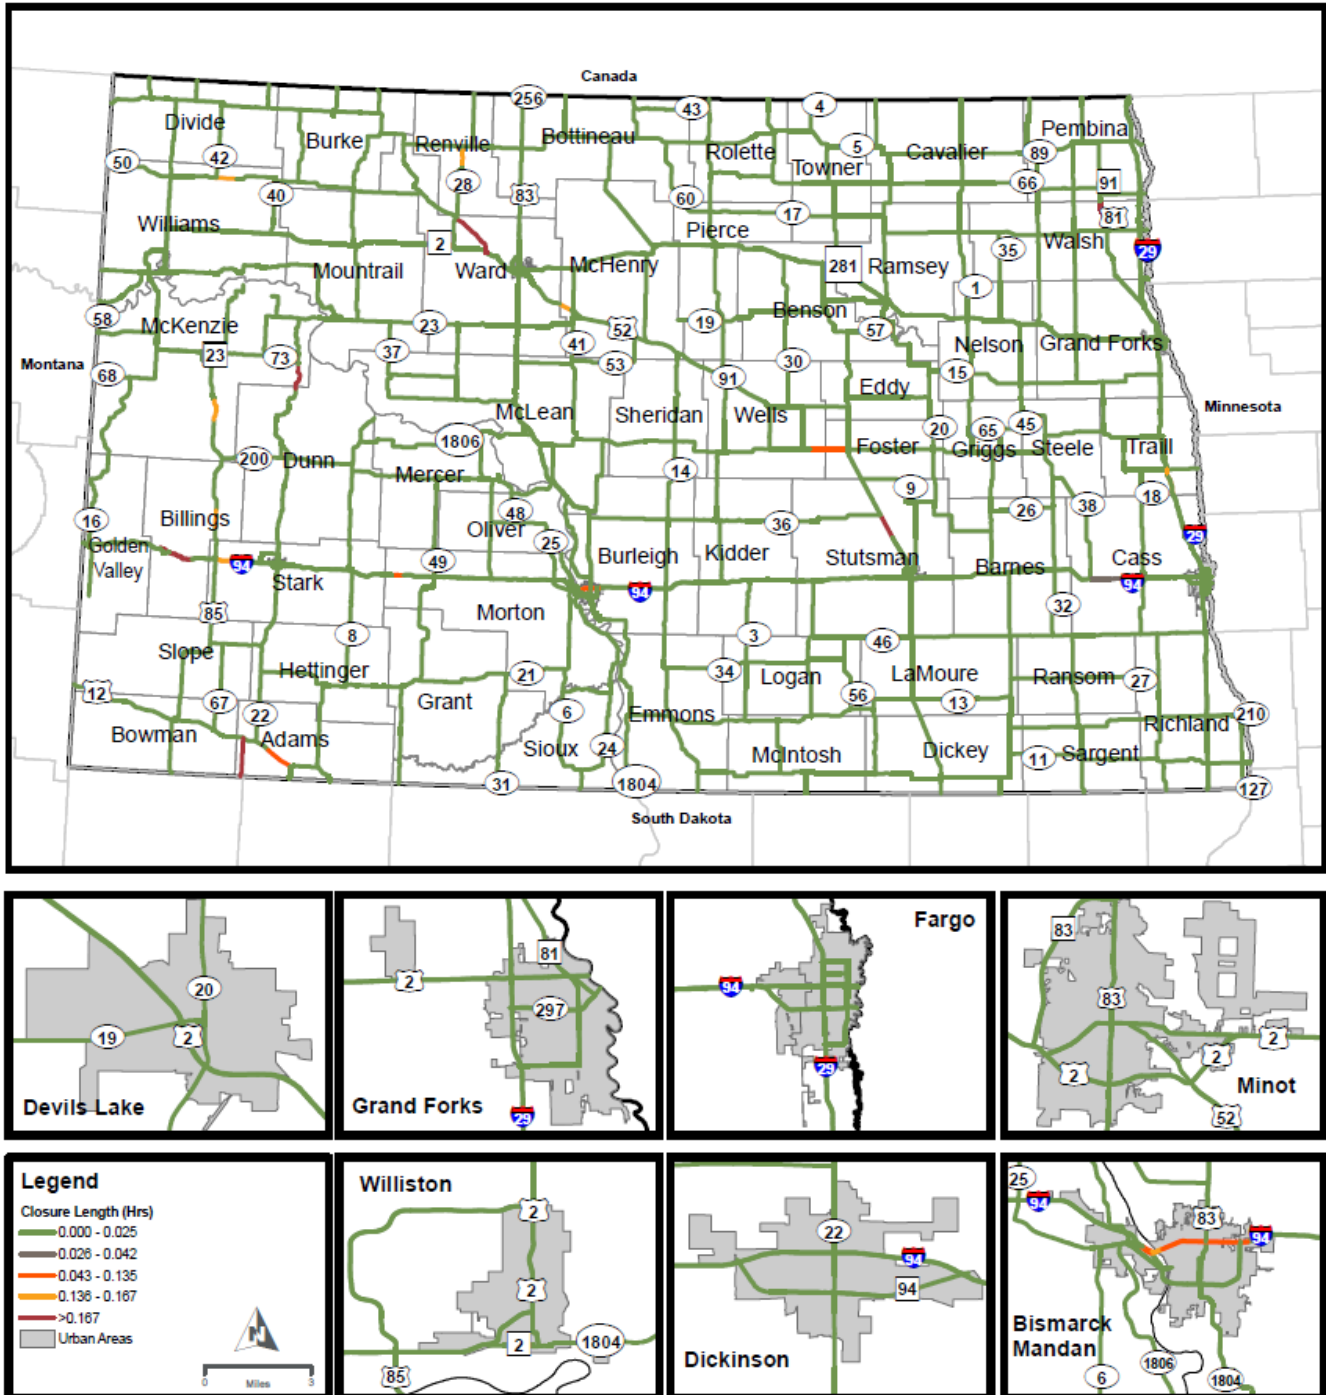 Canada
256
43
4
Divide
Burke
Renville
Bottineau
Rolette
Towner
5
Cavalier
Pembina
89
50
42
40
28
83
60
17
66
91
81
Williams
2
Pierce
Walsh
35
29
Mountrail
Ward
McHenry
281
Ramsey
1
58
McKenzie
23
52
19
Benson
57
Nelson
Grand Forks
Montana
23
73
37
41
53
30
15
68
91
Eddy
Minnesota
McLean
Sheridan
Wells
1806
20
65
45
200
Dunn
Mercer
14
Foster
Griggs
Steele
Traill
9
18
16
Billings
48
Oliver
36
26
38
29
Golden
Valley
94
Stark
49
25
Burleigh
Kidder
Stutsman
Barnes
Cass
94
94
85
Morton
32
8
3
46
Slope
Hettinger
21
34
Logan
LaMoure
Ransom
27
12
67
22
Grant
56
13
6
Emmons
Richland
210
Bowman
Adams
Sioux
24
McIntosh
Dickey
11
Sargent
31
1804
127
South Dakota
20
19
2
Devils Lake
81
2
297
Grand Forks
29
Fargo
94
29
83
83
2
2
2
Minot
52
Legend
Closure Length (Hrs)
0.000 - 0.025
0.026 - 0.042
0.043 - 0.135
0.136 - 0.167
>0.167
Urban Areas
N
0 Miles 3
Williston
2
2
2
1804
85
22
94
94
Dickinson
25
94
83
94
Bismarck
Mandan
6
1806
1804